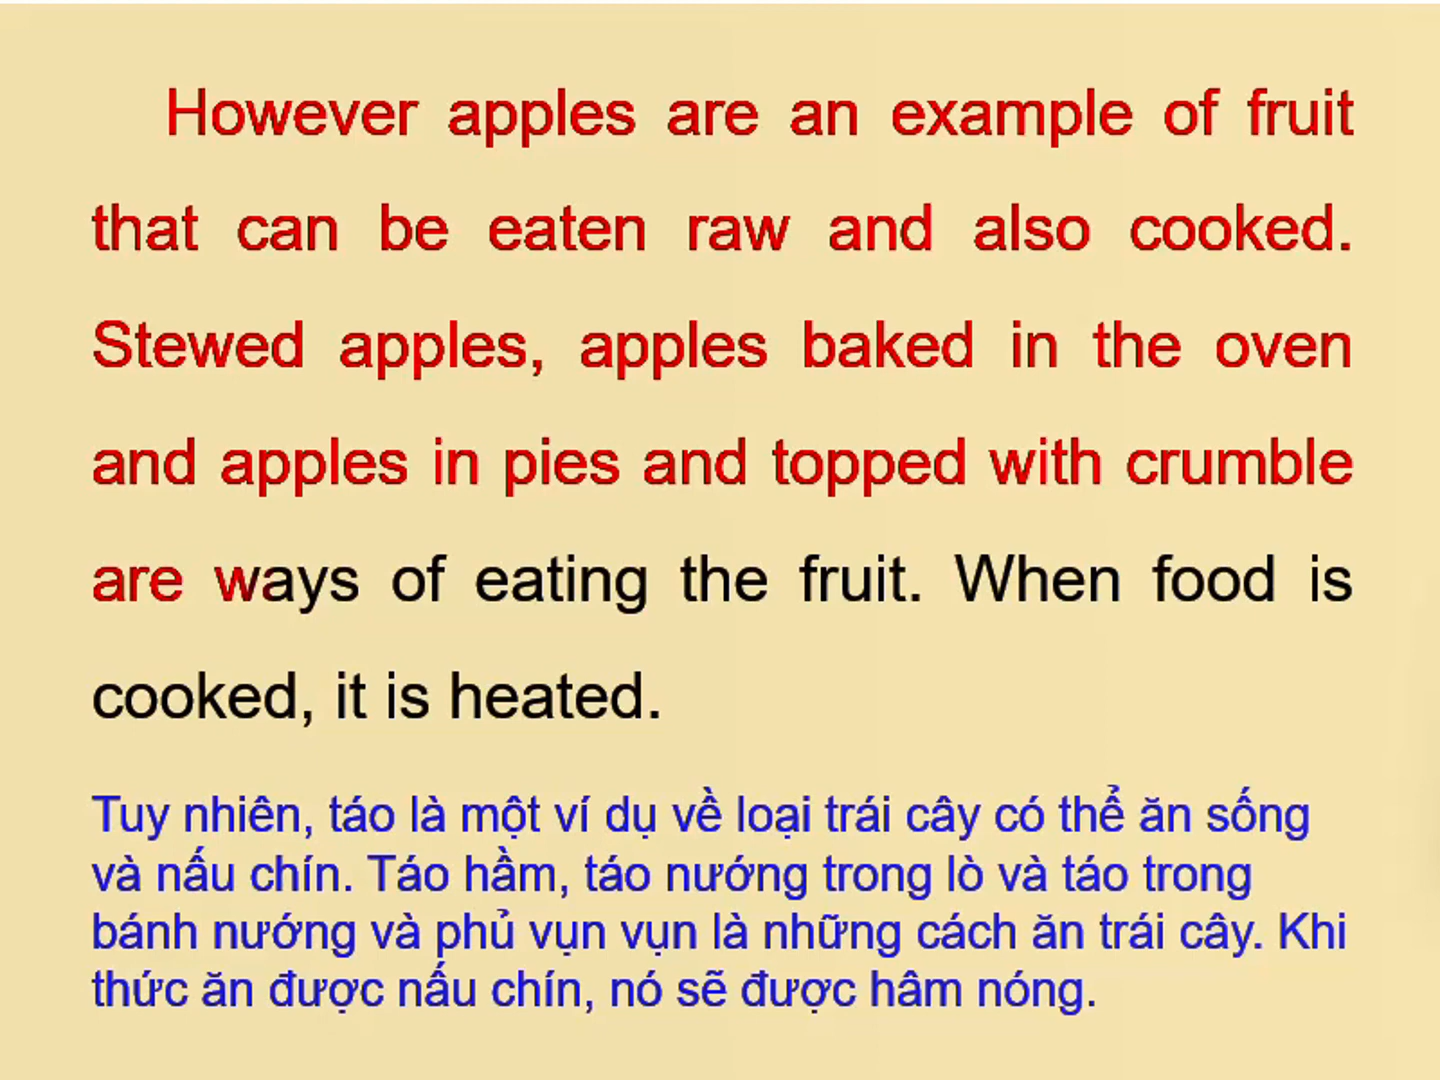 However apples are an example of fruit
that can be eaten raw and also cooked.
Stewed apples, apples baked in the oven
and apples in pies and topped with crumble
are ways of eating the fruit. When food is
cooked, it is heated.
Tuy nhiên, táo là một ví dụ về loại trái cây có thể ăn sống
và nấu chín. Táo hầm, táo nướng trong lò và táo trong
bánh nướng và phủ vụn vụn là những cách ăn trái cây. Khi
thức ăn được nấu chín, nó sẽ được hâm nóng.